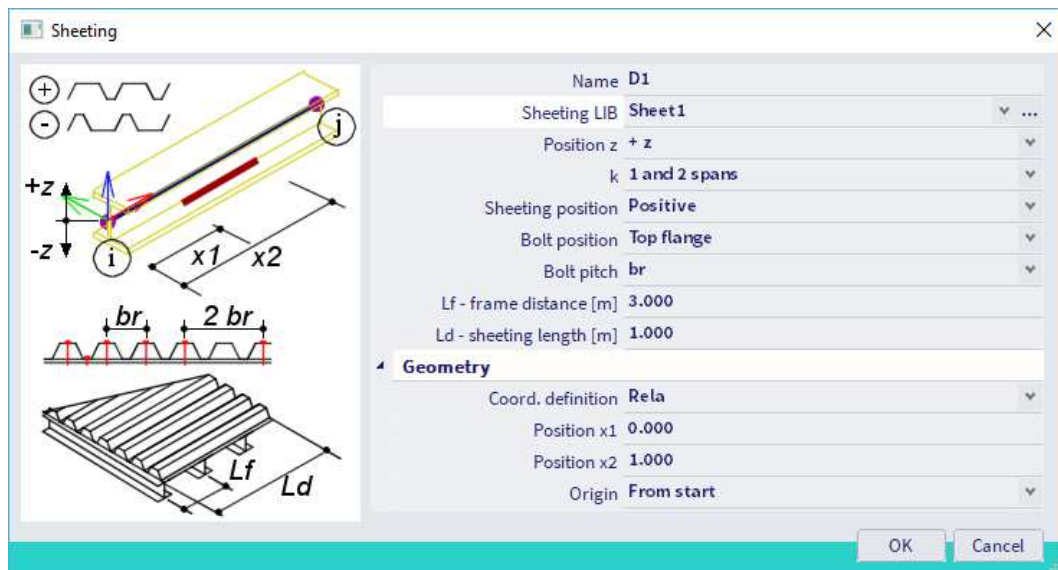 Sheeting
+
-
j
+z
-z
i
x1
x2
br
2 br
Lf
Ld
Name D1
Sheeting LIB Sheet1 ...
Position z + z
k 1 and 2 spans
Sheeting position Positive
Bolt position Top flange
Bolt pitch br
Lf - frame distance [m] 3.000
Ld - sheeting length [m] 1.000
Geometry
Coord. definition Rela
Position x1 0.000
Position x2 1.000
Origin From start
OK Cancel